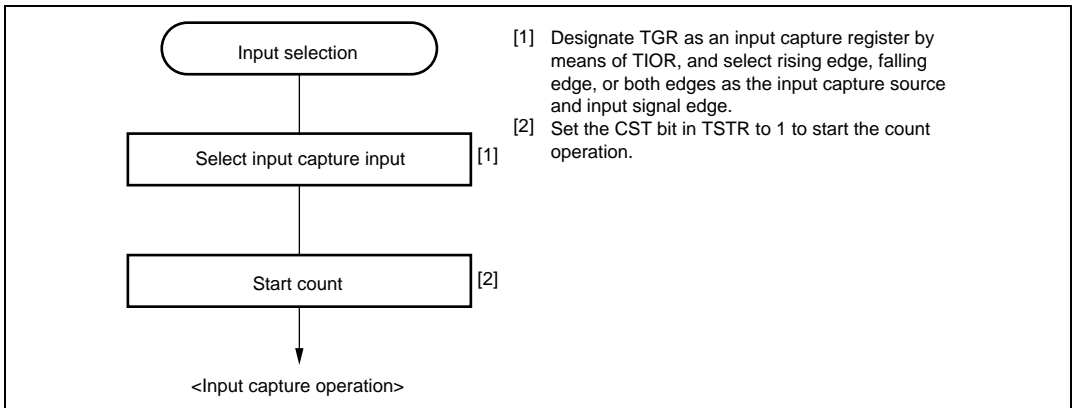 Input selection
Select input capture input
[1]
Start count
[2]
<Input capture operation>
[1] Designate TGR as an input capture register by
means of TIOR, and select rising edge, falling
edge, or both edges as the input capture source
and input signal edge.
[2] Set the CST bit in TSTR to 1 to start the count
operation.